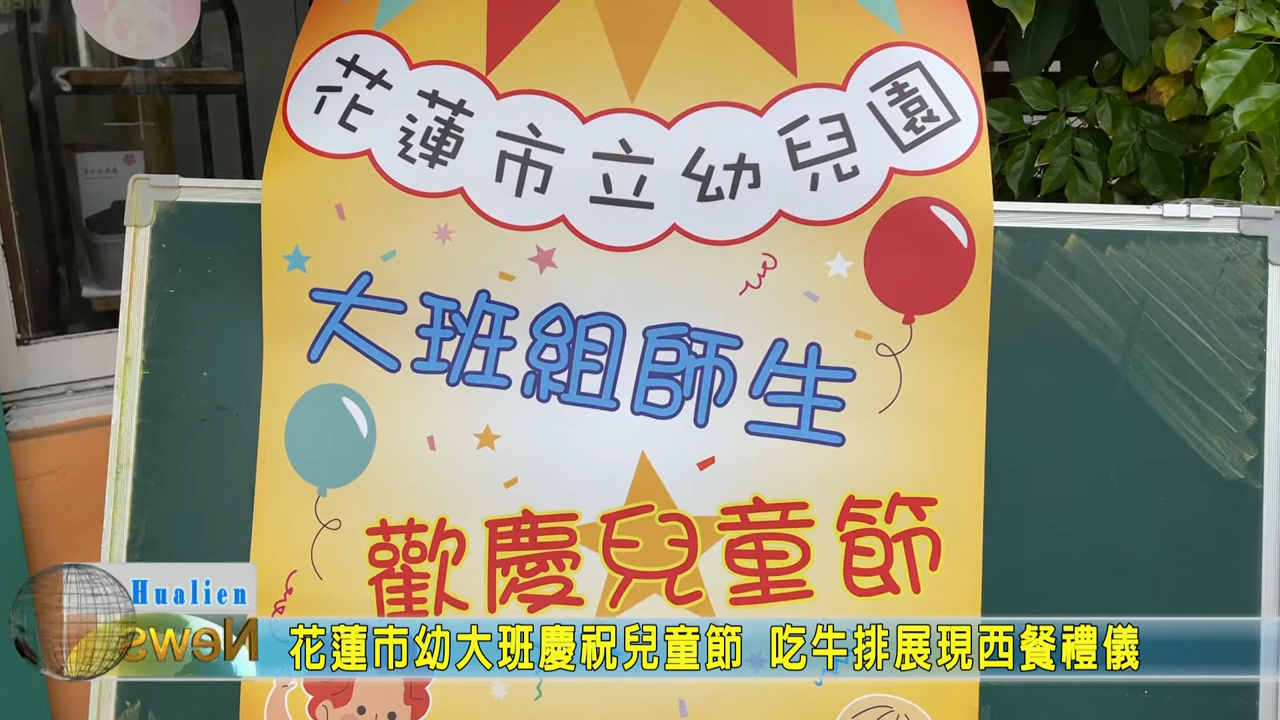 花蓮市立幼兒園
大班組師生
歡慶兒童節
Hualien
News
花蓮市幼大班慶祝兒童節 吃牛排展現西餐禮儀